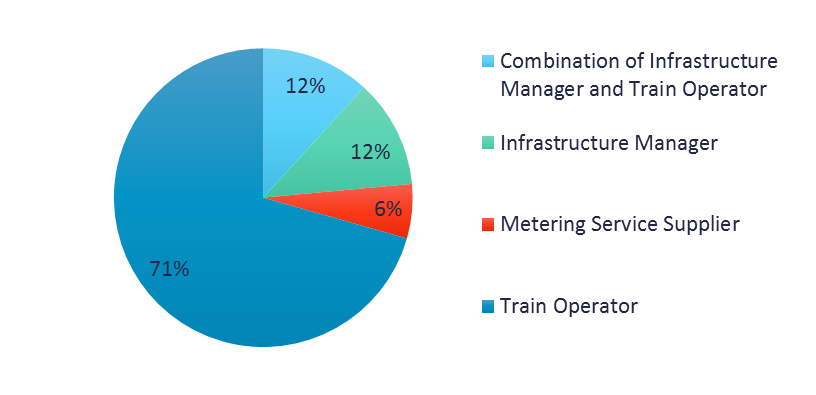 12%
12%
6%
71%
Combination of Infrastructure
Manager and Train Operator
Infrastructure Manager
Metering Service Supplier
Train Operator